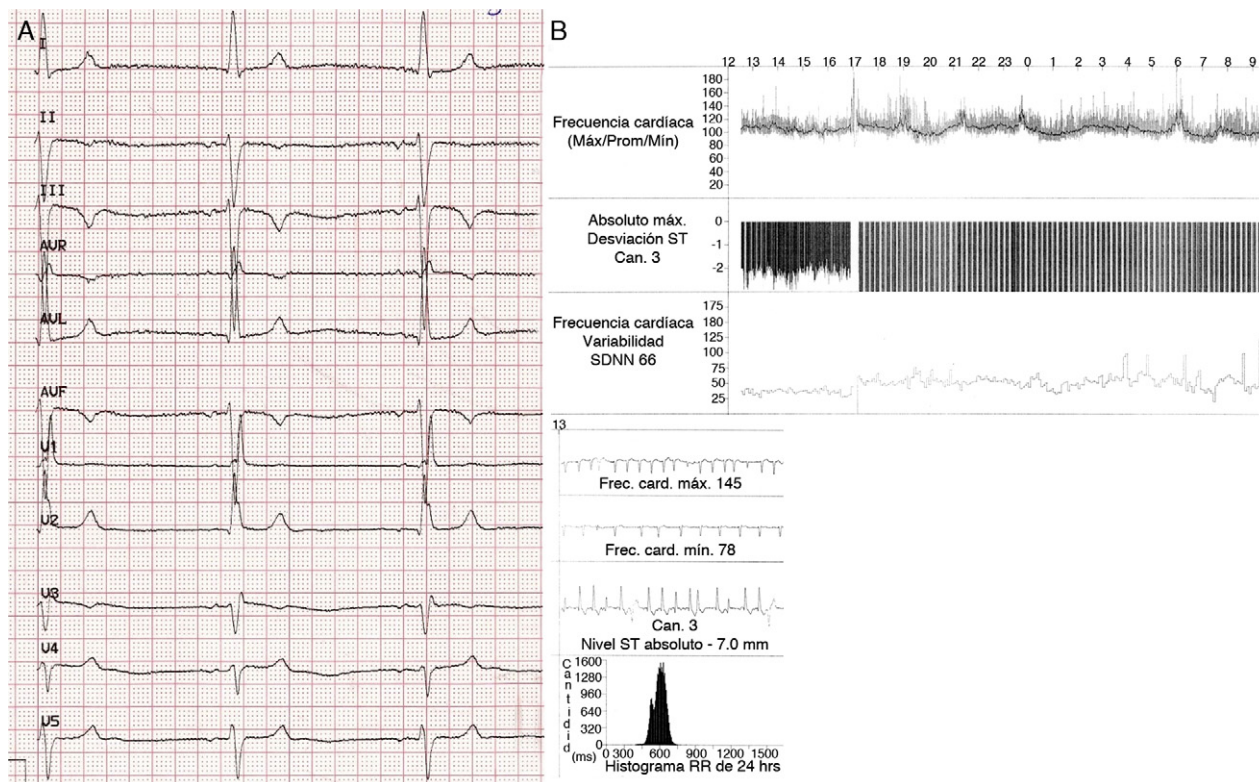 A
I
II
III
AVR
AVL
AVF
V1
V2
V3
V4
V5
B
12 13 14 15 16 17 18 19 20 21 22 23 0 1 2 3 4 5 6 7 8 9
Frecuencia cardíaca
(Máx/Prom/Mín)
180
160
140
120
100
80
60
40
20
Absoluto máx.
Desviación ST
Can. 3
0
-1
-2
Frecuencia cardíaca
Variabilidad
SDNN 66
175
180
125
100
75
50
25
13
Frec. card. máx. 145
Frec. card. mín. 78
Can. 3
Nivel ST absoluto - 7.0 mm
Cantidid
1600
1280
960
640
320
0
(ms)
0 300 600 900 1200 1500
Histograma RR de 24 hrs